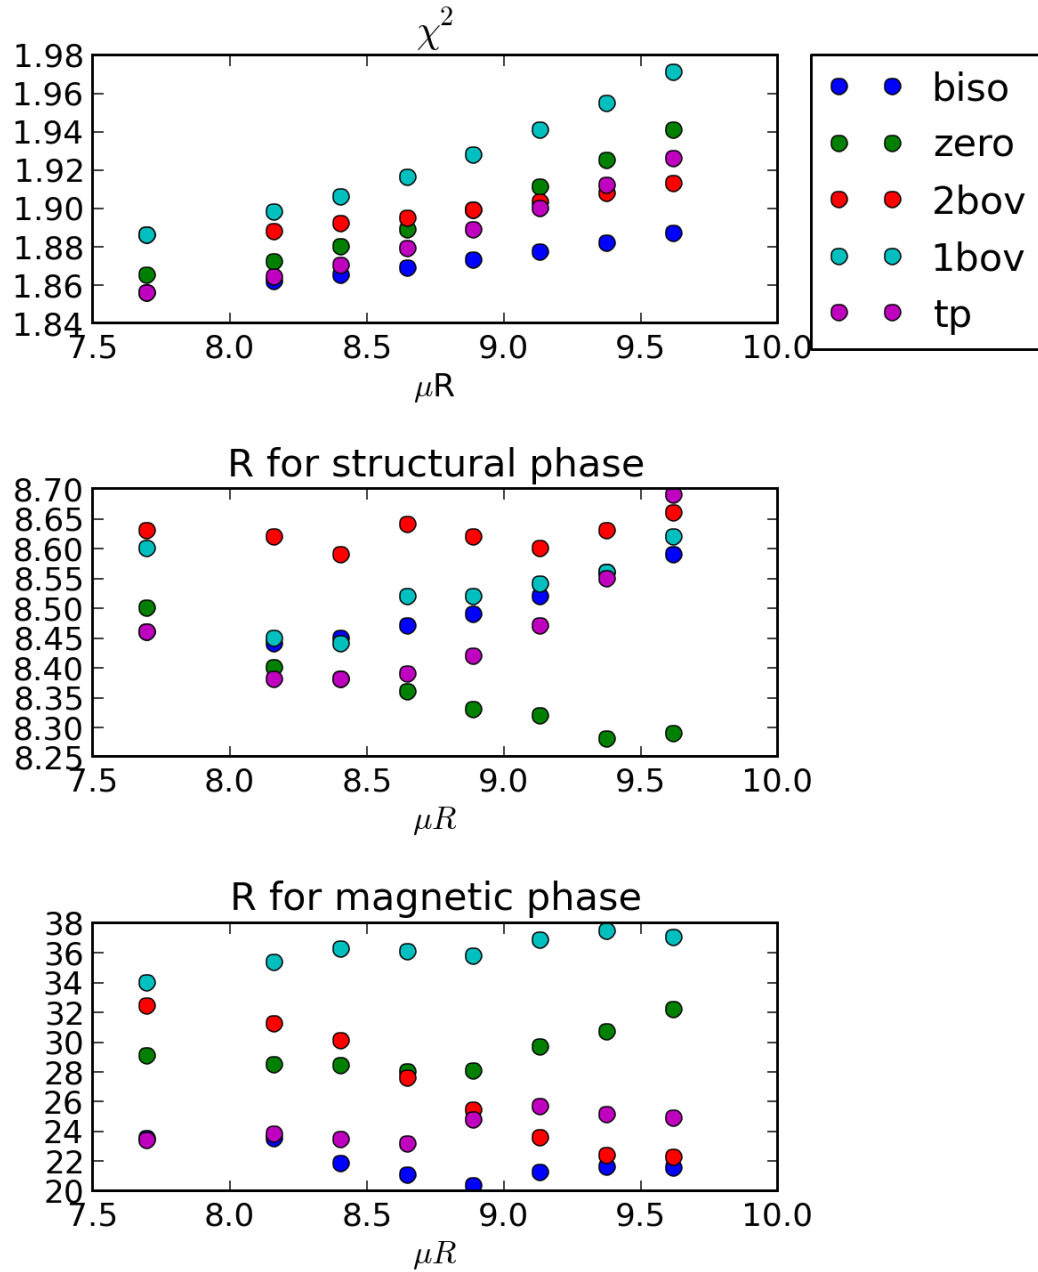 χ²
1.98
1.96
1.94
1.92
1.90
1.88
1.86
1.84
7.5 8.0 8.5 9.0 9.5 10.0
μR
biso
zero
2bov
1bov
tp
R for structural phase
8.70
8.65
8.60
8.55
8.50
8.45
8.40
8.35
8.30
8.25
7.5 8.0 8.5 9.0 9.5 10.0
μR
R for magnetic phase
38
36
34
32
30
28
26
24
22
20
7.5 8.0 8.5 9.0 9.5 10.0
μR